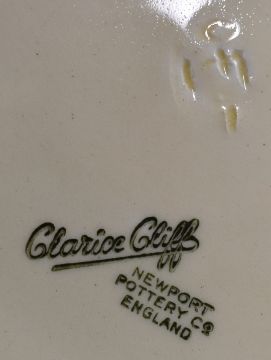 Clarice Cliff
NEWPORT
POTTERY Co
ENGLAND